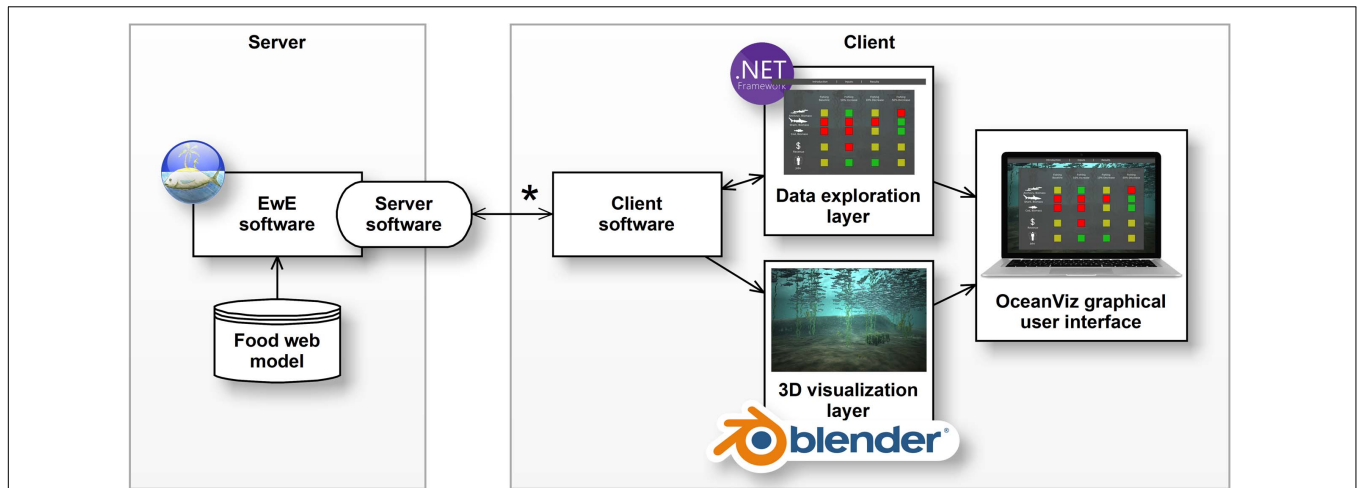 Server
Client
.NET
Framework
EwE
software
Server
software
*
Client
software
Data exploration
layer
Food web
model
3D visualization
layer
blender®
OceanViz graphical
user interface